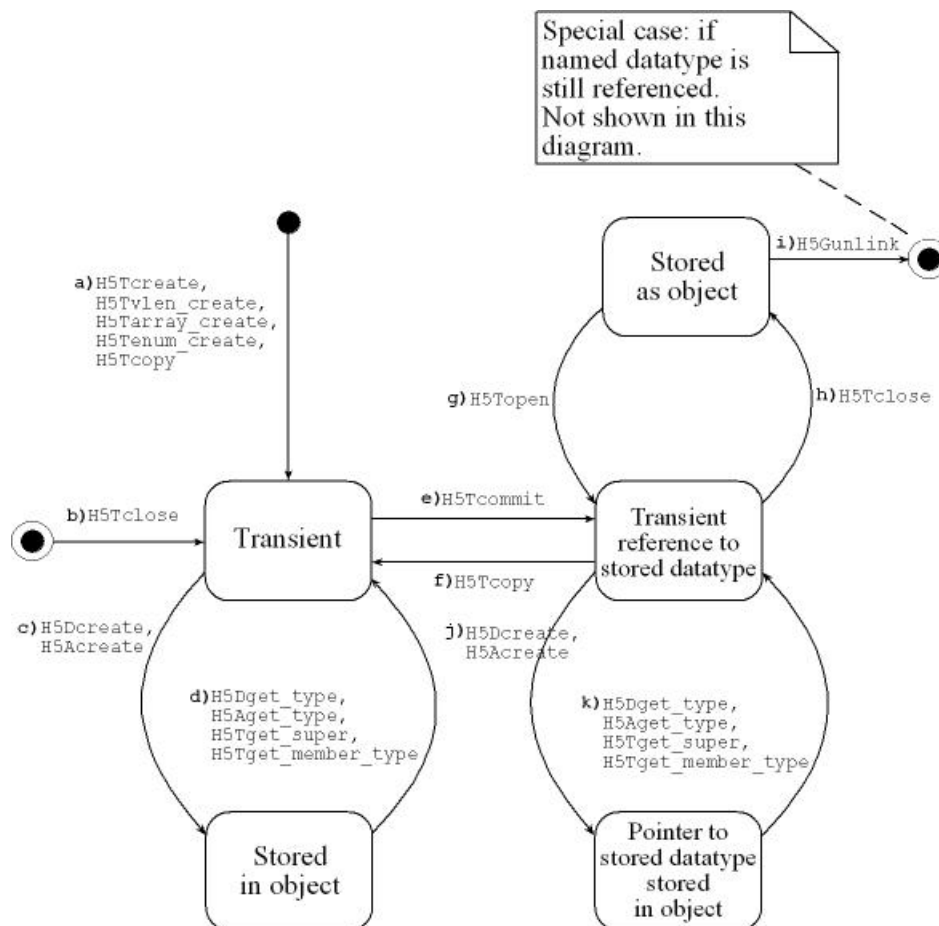 Special case: if
named datatype is
still referenced.
Not shown in this
diagram.
i)H5Gunlink
Stored
as object
a)H5Tcreate,
H5Tvlen_create,
H5Tarray_create,
H5Tenum_create,
H5Tcopy
g)H5Topen
h)H5Tclose
b)H5Tclose
Transient
e)H5Tcommit
f)H5Tcopy
Transient
reference to
stored datatype
c)H5Dcreate,
H5Acreate
j)H5Dcreate,
H5Acreate
d)H5Dget_type,
H5Aget_type,
H5Tget_super,
H5Tget_member_type
k)H5Dget_type,
H5Aget_type,
H5Tget_super,
H5Tget_member_type
Stored
in object
Pointer to
stored datatype
stored
in object